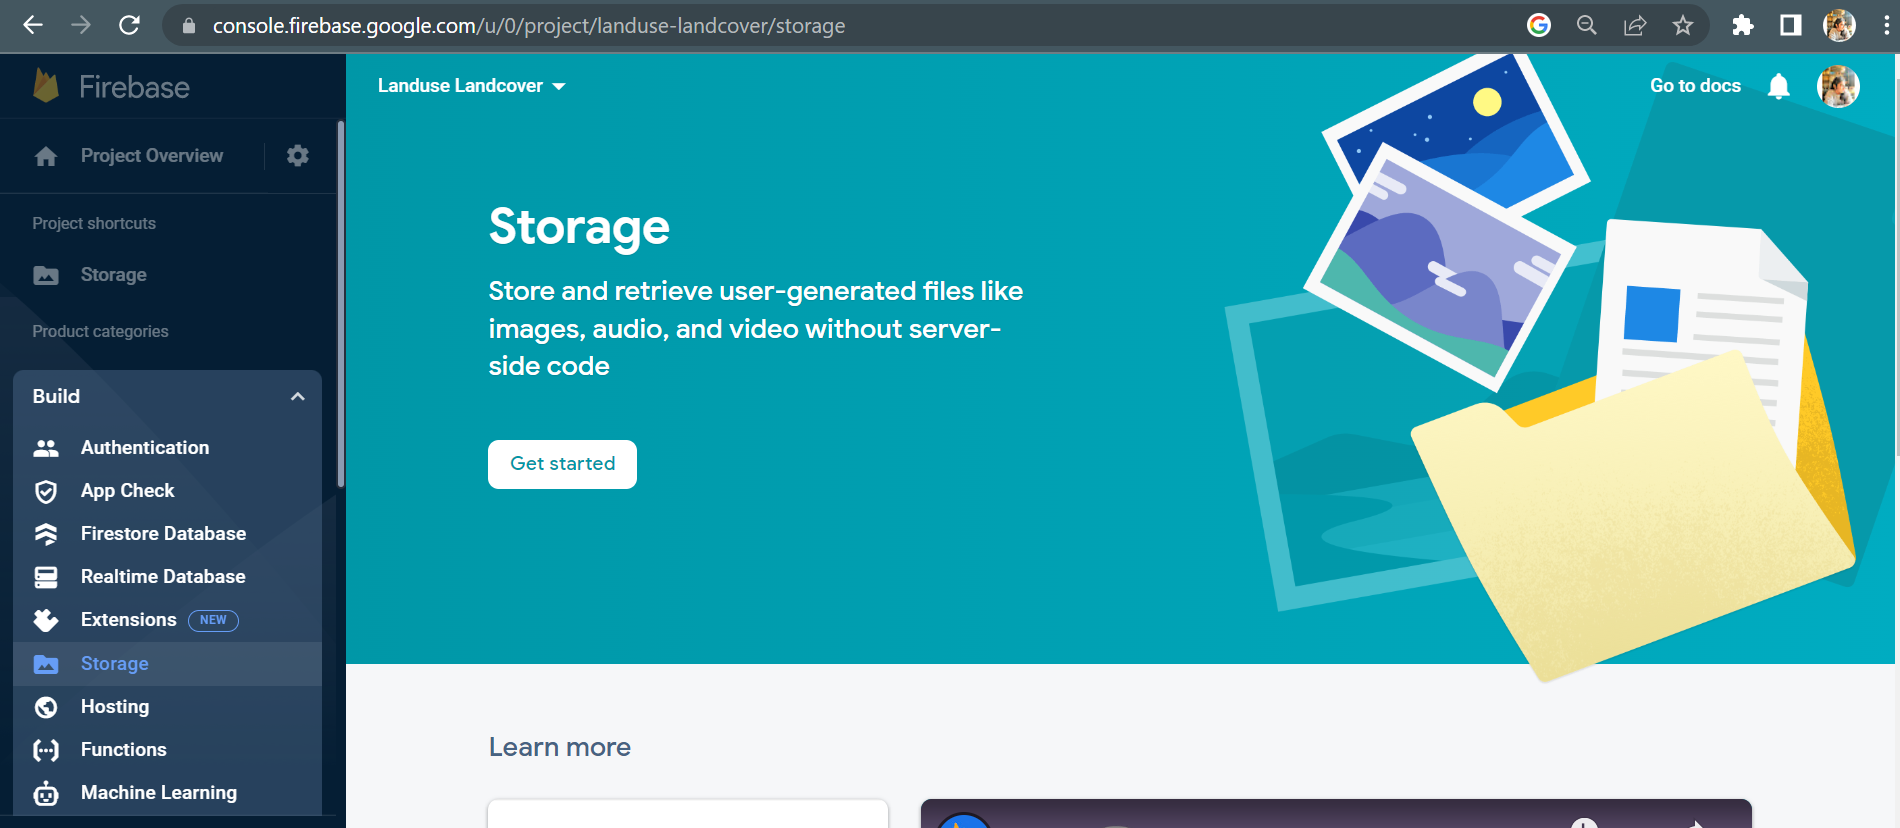 console.firebase.google.com/u/0/project/landuse-landcover/storage
Firebase
Landuse Landcover
Go to docs
Project Overview
Project shortcuts
Storage
Product categories
Build
Authentication
App Check
Firestore Database
Realtime Database
Extensions NEW
Storage
Hosting
Functions
Machine Learning
Storage
Store and retrieve user-generated files like
images, audio, and video without server-
side code
Get started
Learn more